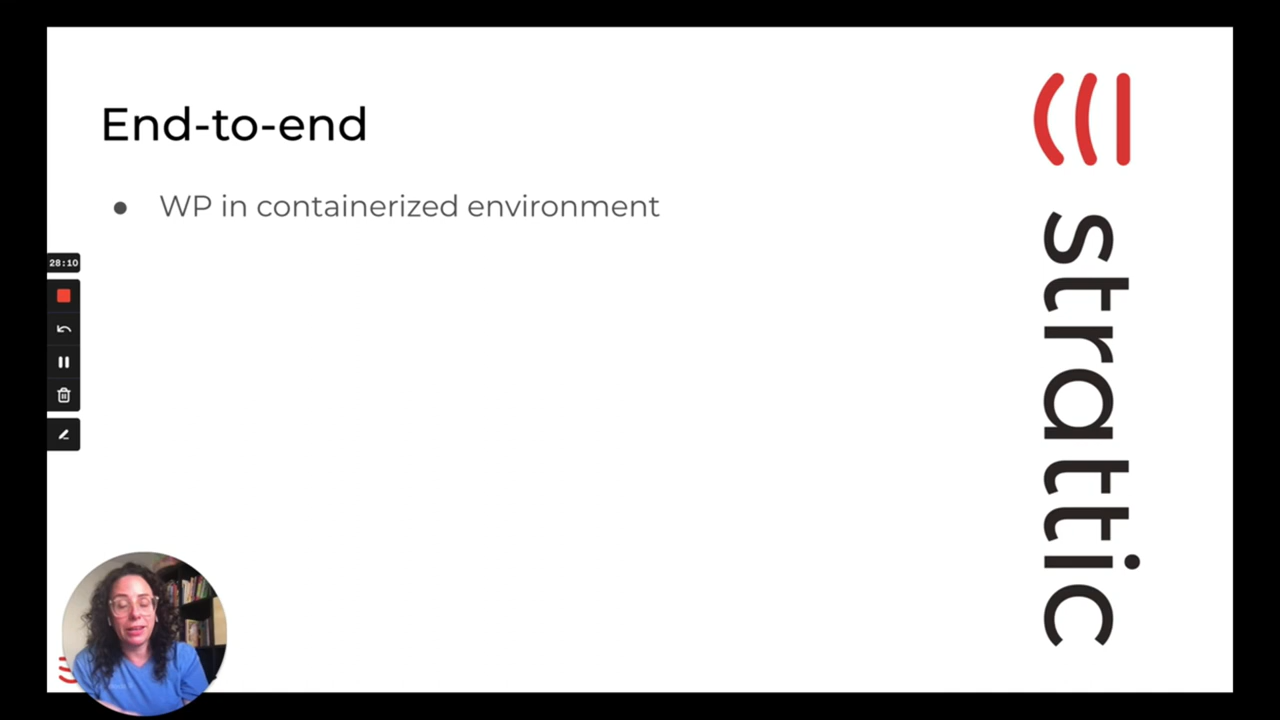 End-to-end
● WP in containerized environment
28:10
strattic